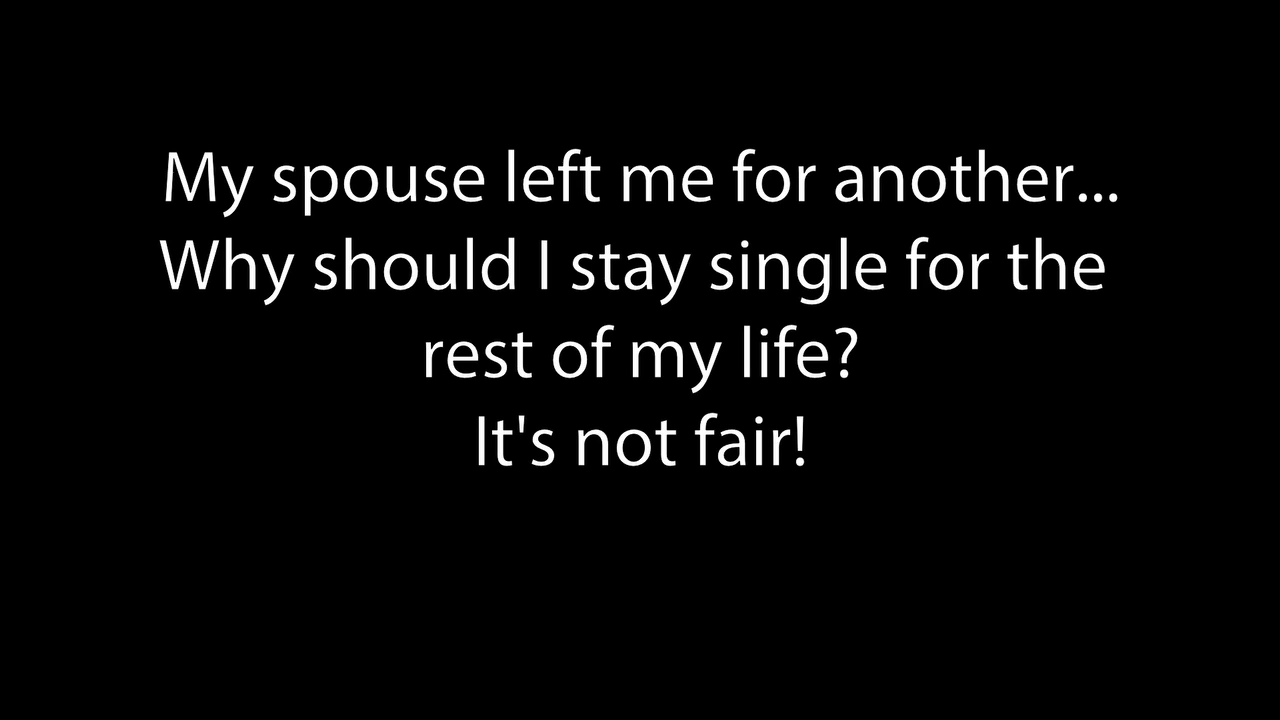 My spouse left me for another...
Why should I stay single for the
rest of my life?
It's not fair!